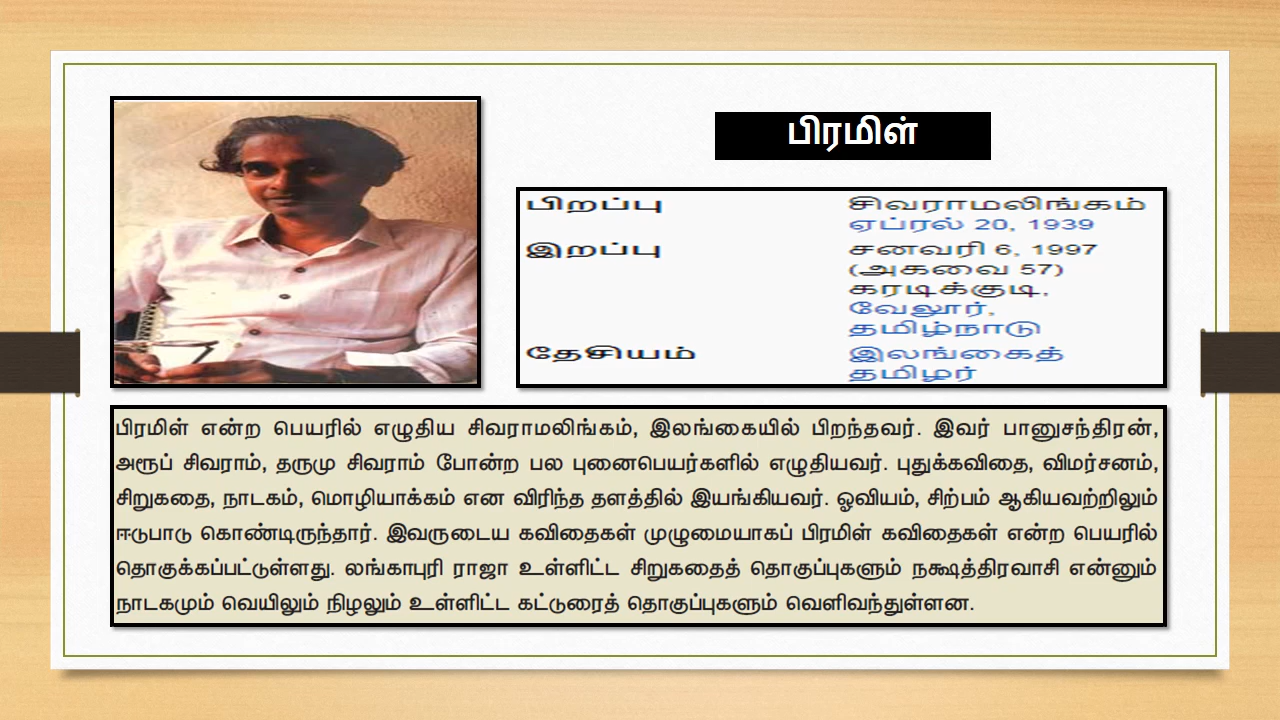 பிரமிள்
பிறப்பு சிவராமலிங்கம்
ஏப்ரல் 20, 1939
இறப்பு சனவரி 6, 1997
(அகவை 57)
கரடிக்குடி,
வேலூர்,
தமிழ்நாடு
தேசியம் இலங்கைத்
தமிழர்
பிரமிள் என்ற பெயரில் எழுதிய சிவராமலிங்கம், இலங்கையில் பிறந்தவர். இவர் பானுசந்திரன்,
அரூப் சிவராம், தருமு சிவராம் போன்ற பல புனைபெயர்களில் எழுதியவர். புதுக்கவிதை, விமர்சனம்,
சிறுகதை, நாடகம், மொழியாக்கம் என விரிந்த தளத்தில் இயங்கியவர். ஓவியம், சிற்பம் ஆகியவற்றிலும்
ஈடுபாடு கொண்டிருந்தார். இவருடைய கவிதைகள் முழுமையாகப் பிரமிள் கவிதைகள் என்ற பெயரில்
தொகுக்கப்பட்டுள்ளது. லங்காபுரி ராஜா உள்ளிட்ட சிறுகதைத் தொகுப்புகளும் நக்ஷத்திரவாசி என்னும்
நாடகமும் வெயிலும் நிழலும் உள்ளிட்ட கட்டுரைத் தொகுப்புகளும் வெளிவந்துள்ளன.